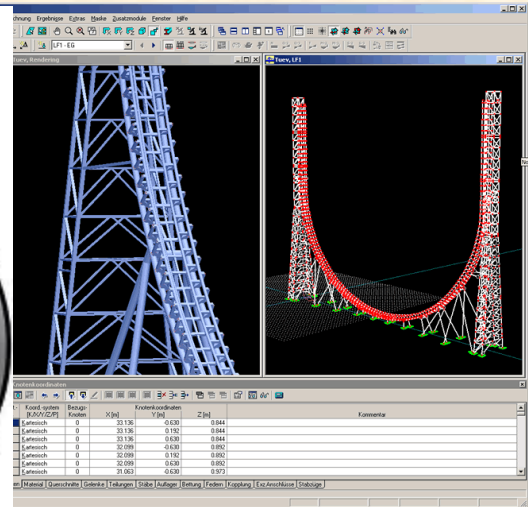 chnung Ergebnisse Extras Maske Zusatzmodule Fenster Hilfe
LF1 - EG
Tuev, Rendering
Tuev, LF1
Knotenkoordinaten
Koord.-system Bezugs- Knotenkoordinaten
[K/X/Y/Z/P] Knoten X [m] Y [m] Z [m] Kommentar
Kartesisch 0 33.136 -0.630 0.844
Kartesisch 0 33.136 0.192 0.844
Kartesisch 0 33.136 0.630 0.844
Kartesisch 0 32.099 -0.630 0.892
Kartesisch 0 32.099 0.192 0.892
Kartesisch 0 32.099 0.630 0.892
Kartesisch 0 31.063 -0.630 0.973
en Material Querschnitte Gelenke Teilungen Stäbe Auflager Bettung Federn Kopplung Exz.Anschlüsse Stabzüge